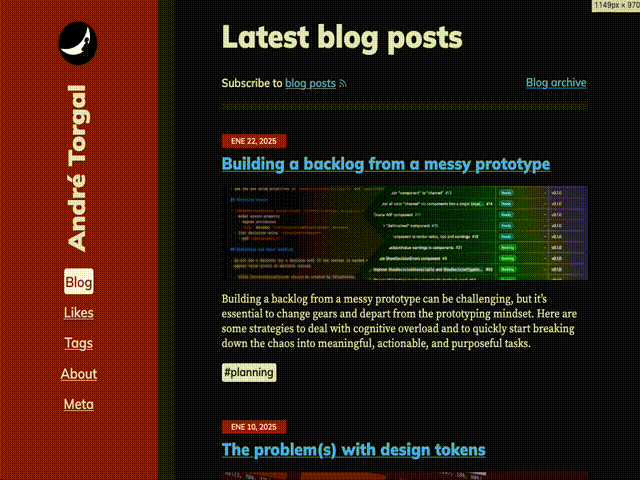 1149px × 970
Latest blog posts
André Torgal
Subscribe to blog posts
Blog archive
ENE 22, 2025
Building a backlog from a messy prototype
Building a backlog from a messy prototype can be challenging, but it's
essential to change gears and depart from the prototyping mindset. Here are
some strategies to deal with cognitive overload and to quickly start breaking
down the chaos into meaningful, actionable, and purposeful tasks.
#planning
Blog
Likes
Tags
About
Meta
ENE 10, 2025
The problem(s) with design tokens